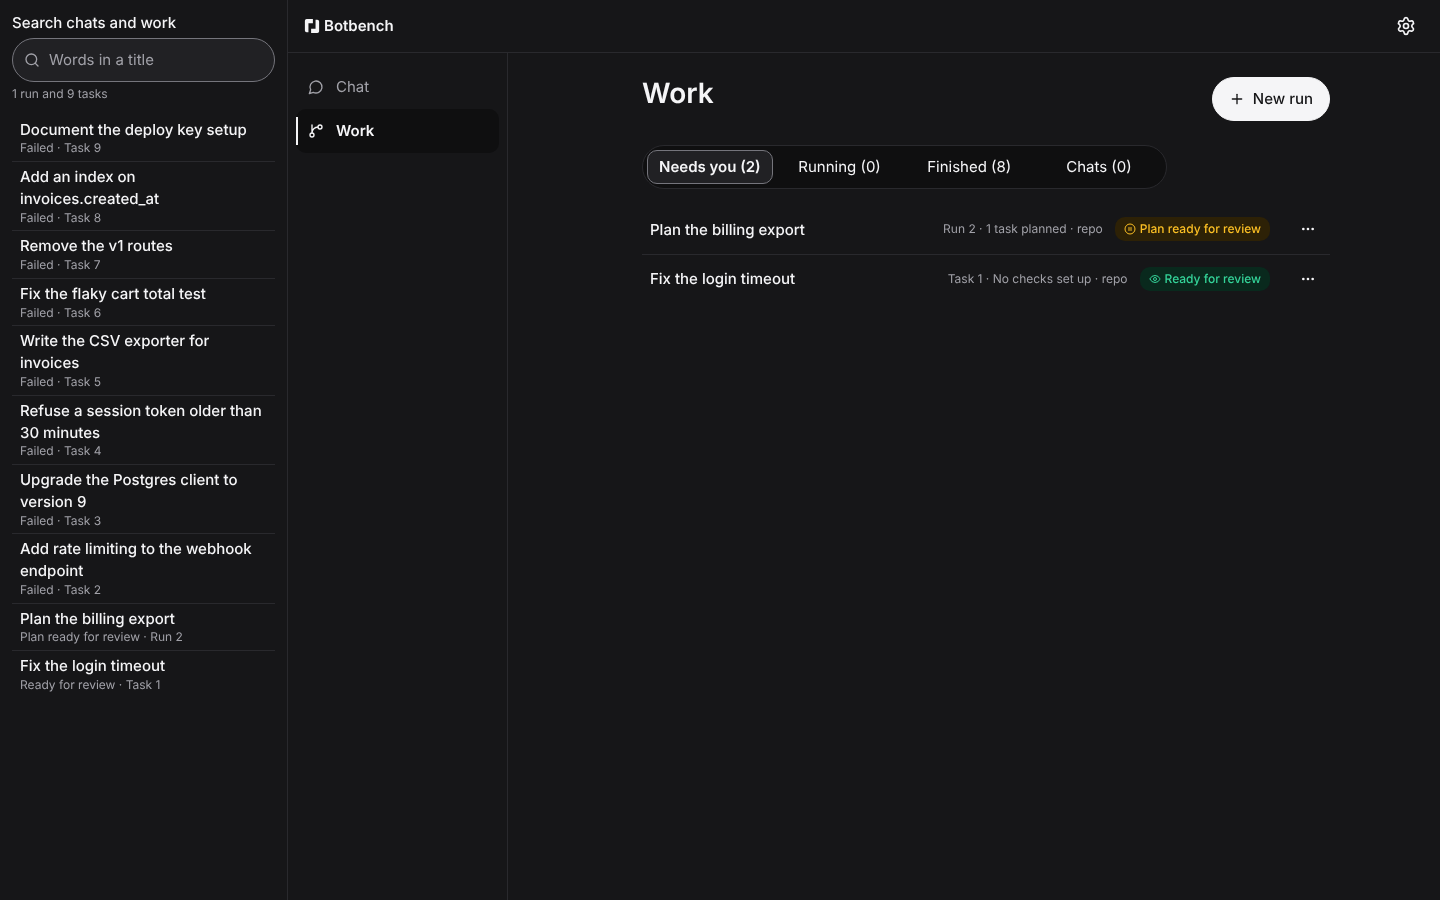 Search chats and work
Words in a title
1 run and 9 tasks
Document the deploy key setup
Failed · Task 9
Add an index on
invoices.created_at
Failed · Task 8
Remove the v1 routes
Failed · Task 7
Fix the flaky cart total test
Failed · Task 6
Write the CSV exporter for
invoices
Failed · Task 5
Refuse a session token older than
30 minutes
Failed · Task 4
Upgrade the Postgres client to
version 9
Failed · Task 3
Add rate limiting to the webhook
endpoint
Failed · Task 2
Plan the billing export
Plan ready for review · Run 2
Fix the login timeout
Ready for review · Task 1
Botbench
Chat
Work
Work
New run
Needs you (2)
Running (0)
Finished (8)
Chats (0)
Plan the billing export
Run 2 · 1 task planned · repo
Plan ready for review
Fix the login timeout
Task 1 · No checks set up · repo
Ready for review